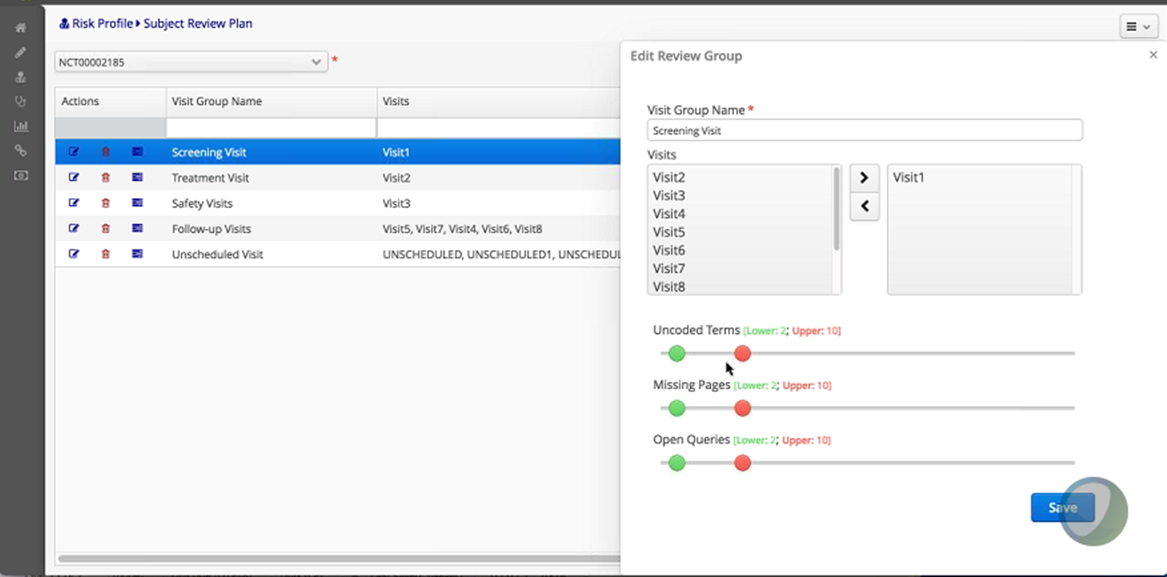 Risk Profile Subject Review Plan
NCT00002185 *
Actions Visit Group Name Visits
Screening Visit Visit1
Treatment Visit Visit2
Safety Visits Visit3
Follow-up Visits Visit5, Visit7, Visit4, Visit6, Visit8
Unscheduled Visit UNSCHEDULED, UNSCHEDULED1,
Edit Review Group ×
Visit Group Name *
Screening Visit
Visits
Visit2
Visit3
Visit4
Visit5
Visit6
Visit7
Visit8
Visit1
Uncoded Terms [Lower: 2; Upper: 10]
Missing Pages [Lower: 2; Upper: 10]
Open Queries [Lower: 2; Upper: 10]
Save